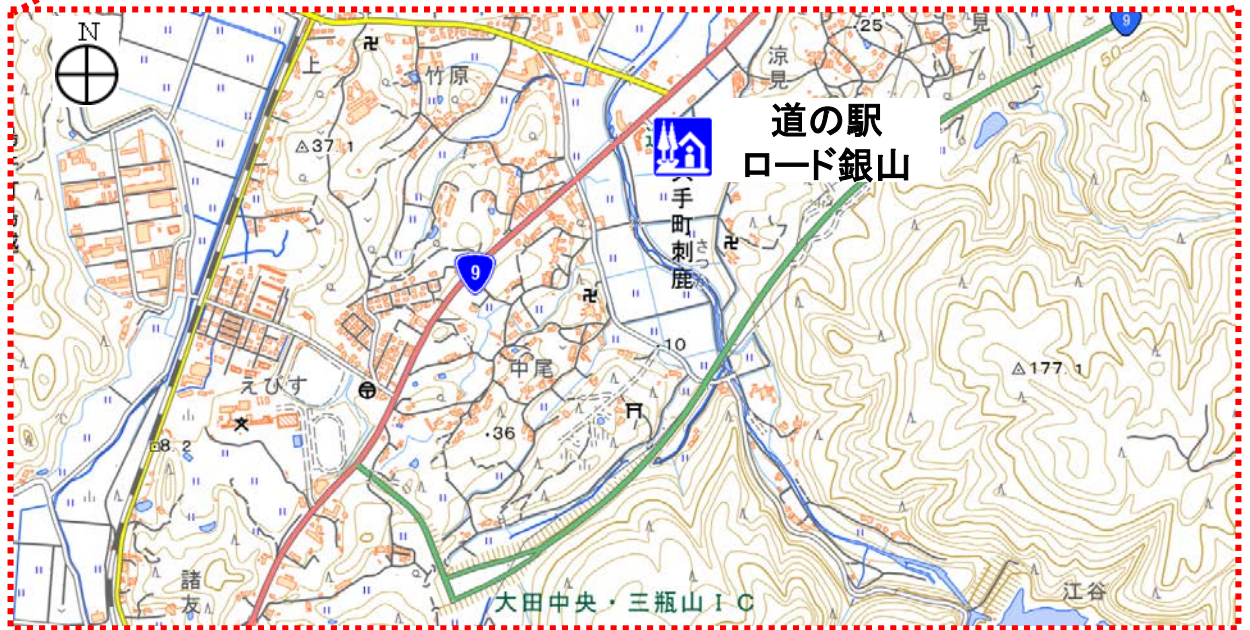 N
9
上
竹原
25
涼見
見
50
37.1
道の駅
ロード銀山
手町刺鹿
さつか
9
中尾
10
177.1
えびす
36
8.2
諸友
大田中央・三瓶山IC
江谷